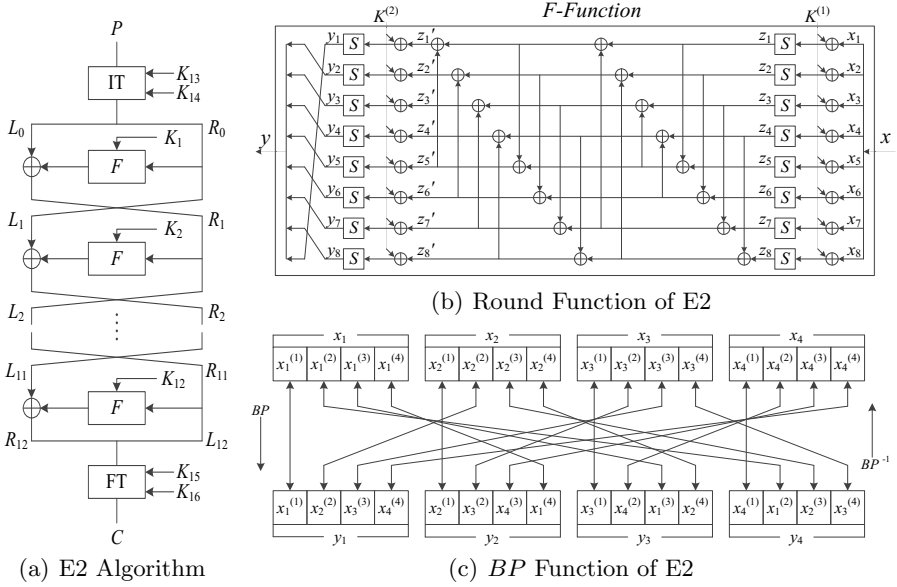 P
IT
K₁₃
K₁₄
L₀
R₀
K₁
F
L₁
R₁
K₂
F
L₂
R₂
L₁₁
R₁₁
K₁₂
F
R₁₂
L₁₂
FT
K₁₅
K₁₆
C
(a) E2 Algorithm
F-Function
K⁽²⁾ K⁽¹⁾
y₁ S z₁′ z₁ S x₁
y₂ S z₂′ z₂ S x₂
y₃ S z₃′ z₃ S x₃
y₄ S z₄′ z₄ S x₄
y x
y₅ S z₅′ z₅ S x₅
y₆ S z₆′ z₆ S x₆
y₇ S z₇′ z₇ S x₇
y₈ S z₈′ z₈ S x₈
(b) Round Function of E2
x₁ x₂ x₃ x₄
x₁⁽¹⁾ x₁⁽²⁾ x₁⁽³⁾ x₁⁽⁴⁾ x₂⁽¹⁾ x₂⁽²⁾ x₂⁽³⁾ x₂⁽⁴⁾ x₃⁽¹⁾ x₃⁽²⁾ x₃⁽³⁾ x₃⁽⁴⁾ x₄⁽¹⁾ x₄⁽²⁾ x₄⁽³⁾ x₄⁽⁴⁾
BP
BP⁻¹
x₁⁽¹⁾ x₂⁽²⁾ x₃⁽³⁾ x₄⁽⁴⁾ x₂⁽¹⁾ x₃⁽²⁾ x₄⁽³⁾ x₁⁽⁴⁾ x₃⁽¹⁾ x₄⁽²⁾ x₁⁽³⁾ x₂⁽⁴⁾ x₄⁽¹⁾ x₁⁽²⁾ x₂⁽³⁾ x₃⁽⁴⁾
y₁ y₂ y₃ y₄
(c) BP Function of E2